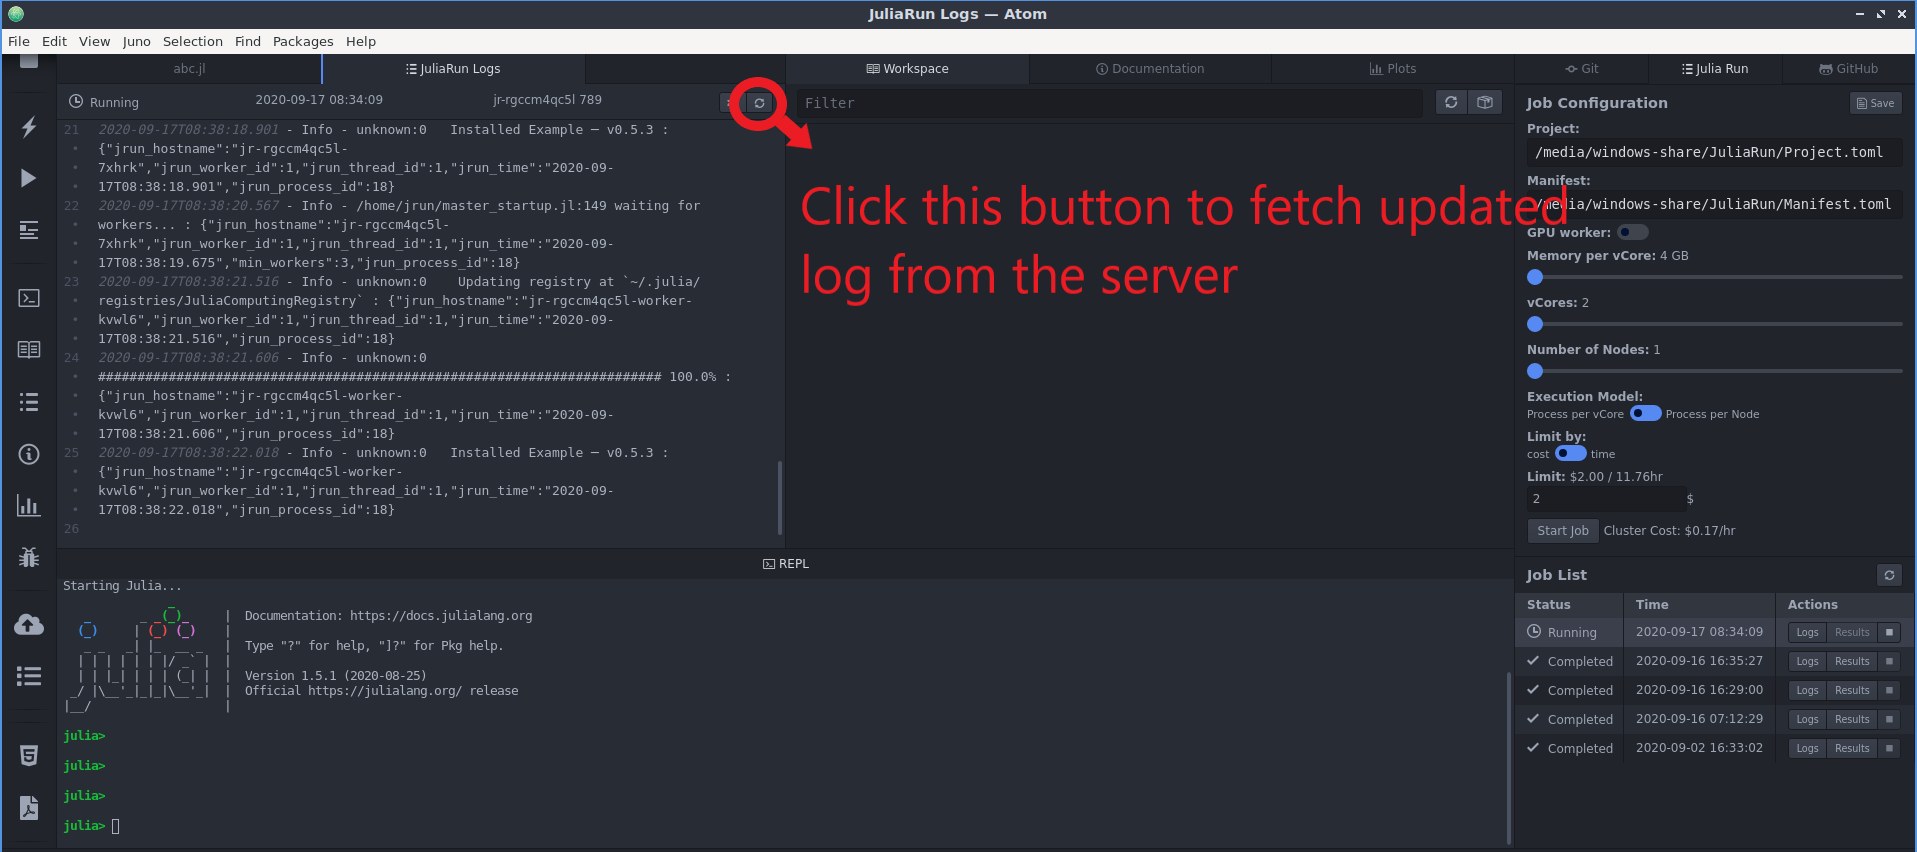 JuliaRun Logs — Atom
File Edit View Juno Selection Find Packages Help
abc.jl
JuliaRun Logs
Running 2020-09-17 08:34:09 jr-rgccm4qc5l 789
21 2020-09-17T08:38:18.901 - Info - unknown:0   Installed Example — v0.5.3 :
{"jrun_hostname":"jr-rgccm4qc5l-
7xhrk","jrun_worker_id":1,"jrun_thread_id":1,"jrun_time":"2020-09-
17T08:38:18.901","jrun_process_id":18}
22 2020-09-17T08:38:20.567 - Info - /home/jrun/master_startup.jl:149 waiting for
workers... : {"jrun_hostname":"jr-rgccm4qc5l-
7xhrk","jrun_worker_id":1,"jrun_thread_id":1,"jrun_time":"2020-09-
17T08:38:19.675","min_workers":3,"jrun_process_id":18}
23 2020-09-17T08:38:21.516 - Info - unknown:0    Updating registry at `~/.julia/
registries/JuliaComputingRegistry` : {"jrun_hostname":"jr-rgccm4qc5l-worker-
kvwl6","jrun_worker_id":1,"jrun_thread_id":1,"jrun_time":"2020-09-
17T08:38:21.516","jrun_process_id":18}
24 2020-09-17T08:38:21.606 - Info - unknown:0
######################################################################## 100.0% :
{"jrun_hostname":"jr-rgccm4qc5l-worker-
kvwl6","jrun_worker_id":1,"jrun_thread_id":1,"jrun_time":"2020-09-
17T08:38:21.606","jrun_process_id":18}
25 2020-09-17T08:38:22.018 - Info - unknown:0   Installed Example — v0.5.3 :
{"jrun_hostname":"jr-rgccm4qc5l-worker-
kvwl6","jrun_worker_id":1,"jrun_thread_id":1,"jrun_time":"2020-09-
17T08:38:22.018","jrun_process_id":18}
26
Workspace
Documentation
Plots
Filter
Click this button to fetch updated
log from the server
REPL
Starting Julia...
Documentation: https://docs.julialang.org
Type "?" for help, "]?" for Pkg help.
Version 1.5.1 (2020-08-25)
Official https://julialang.org/ release
julia>
julia>
julia>
julia>
Git
Julia Run
GitHub
Job Configuration
Save
Project:
/media/windows-share/JuliaRun/Project.toml
Manifest:
/media/windows-share/JuliaRun/Manifest.toml
GPU worker:
Memory per vCore: 4 GB
vCores: 2
Number of Nodes: 1
Execution Model:
Process per vCore Process per Node
Limit by:
cost time
Limit: $2.00 / 11.76hr
2 $
Start Job Cluster Cost: $0.17/hr
Job List
Status Time Actions
Running 2020-09-17 08:34:09 Logs Results
Completed 2020-09-16 16:35:27 Logs Results
Completed 2020-09-16 16:29:00 Logs Results
Completed 2020-09-16 07:12:29 Logs Results
Completed 2020-09-02 16:33:02 Logs Results